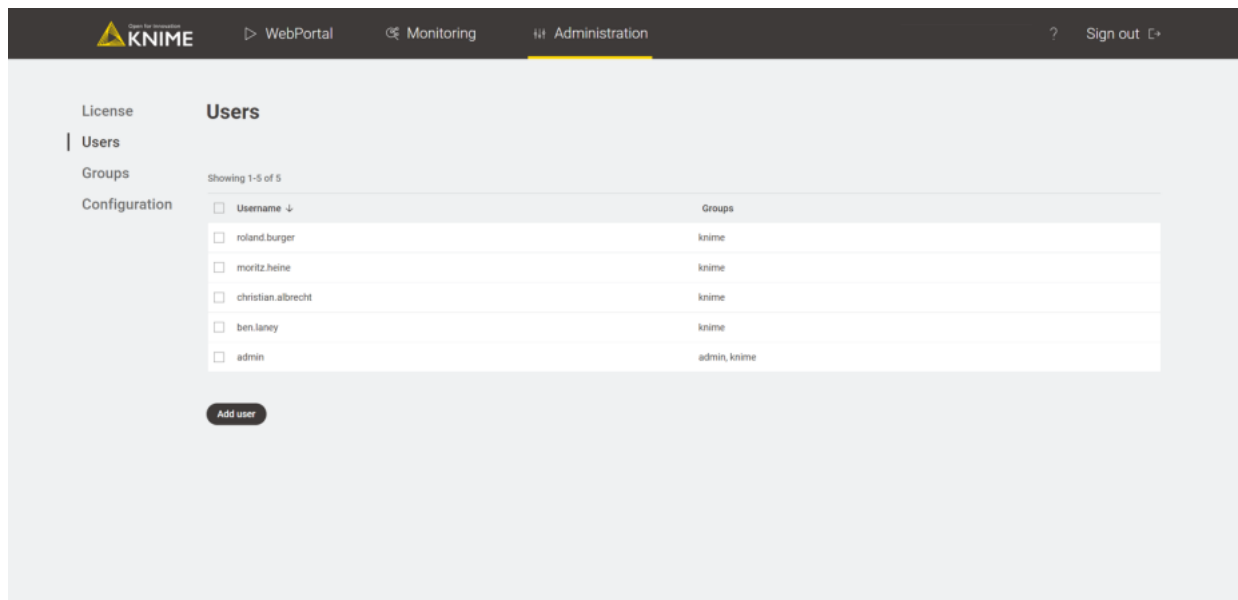 Open for Innovation
KNIME
WebPortal
Monitoring
Administration
?
Sign out
License
Users
Groups
Configuration
Users
Showing 1-5 of 5
Username ↓ Groups
roland.burger knime
moritz.heine knime
christian.albrecht knime
ben.laney knime
admin admin, knime
Add user